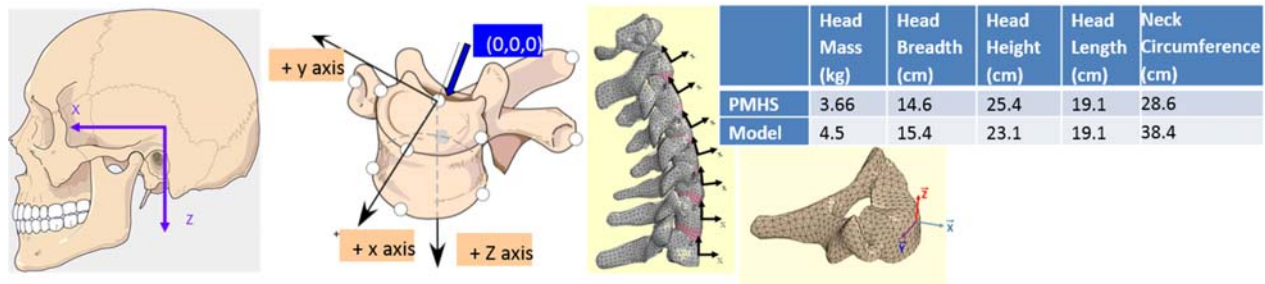 X
Z
(0,0,0)
+ y axis
+ x axis
+ Z axis
Head Mass (kg) Head Breadth (cm) Head Height (cm) Head Length (cm) Neck Circumference (cm)
PMHS 3.66 14.6 25.4 19.1 28.6
Model 4.5 15.4 23.1 19.1 38.4
Z
X
Y